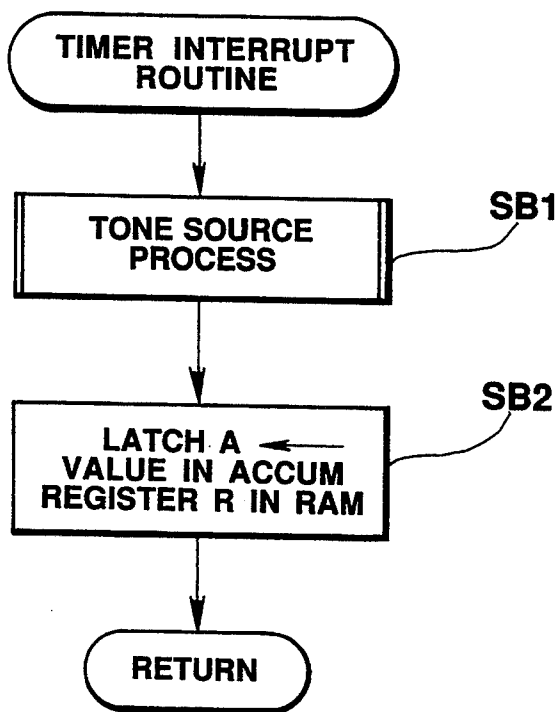 TIMER INTERRUPT
ROUTINE
TONE SOURCE
PROCESS
SB1
LATCH A ←
VALUE IN ACCUM
REGISTER R IN RAM
SB2
RETURN